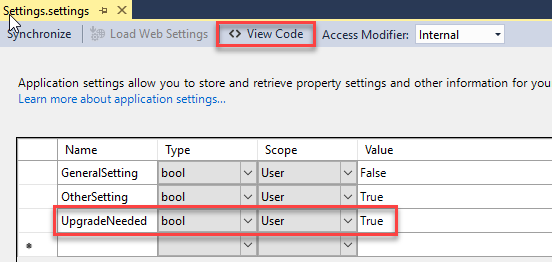 Settings.settings
Synchronize Load Web Settings <> View Code Access Modifier: Internal
Application settings allow you to store and retrieve property settings and other information for you
Learn more about application settings...
Name Type Scope Value
GeneralSetting bool User False
OtherSetting bool User True
UpgradeNeeded bool User True
*